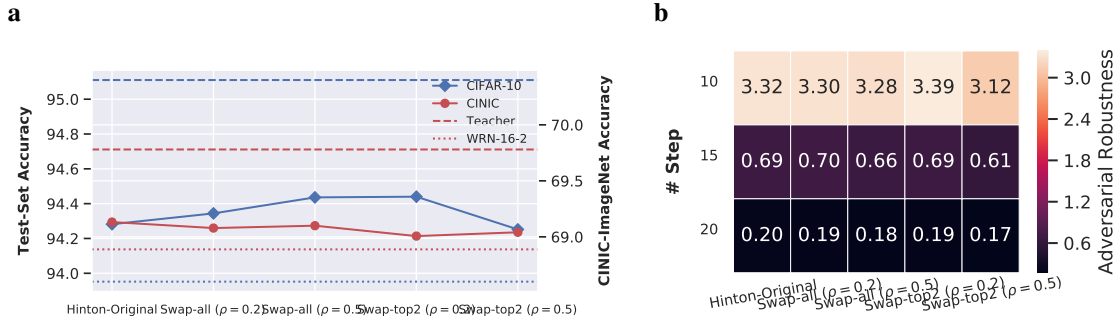 a
b
Test-Set Accuracy
95.0
94.8
94.6
94.4
94.2
94.0
CIFAR-10
CINIC
Teacher
WRN-16-2
70.0
69.5
69.0
CINIC-ImageNet Accuracy
Hinton-Original
Swap-all (ρ = 0.2)
Swap-all (ρ = 0.5)
Swap-top2 (ρ = 0.2)
Swap-top2 (ρ = 0.5)
# Step
10
3.32 3.30 3.28 3.39 3.12
15
0.69 0.70 0.66 0.69 0.61
20
0.20 0.19 0.18 0.19 0.17
Hinton-Original
Swap-all (ρ = 0.2)
Swap-all (ρ = 0.5)
Swap-top2 (ρ = 0.2)
Swap-top2 (ρ = 0.5)
3.0
2.4
1.8
1.2
0.6
Adversarial Robustness